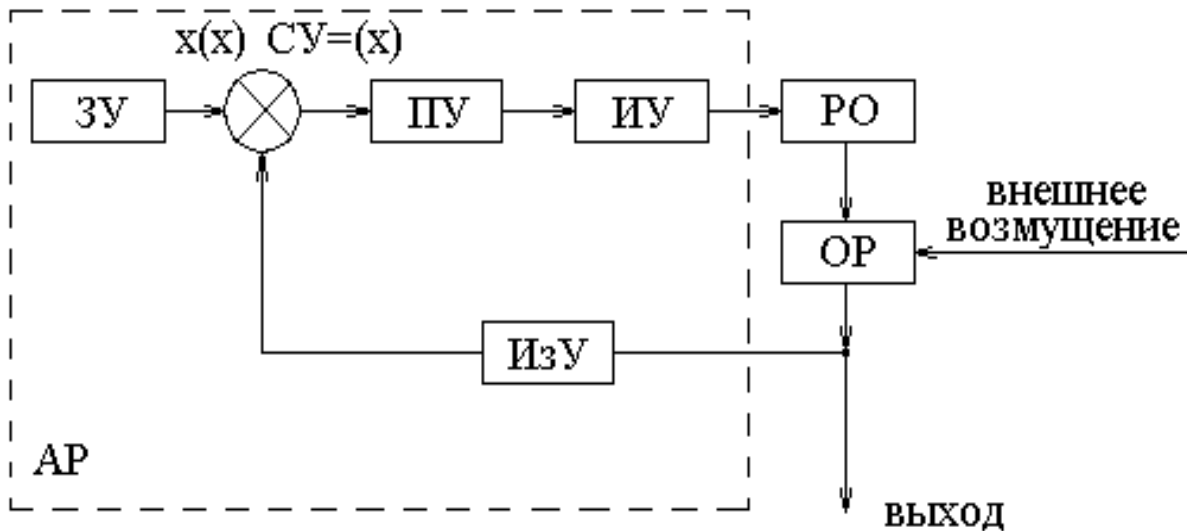 х(х) СУ=(х)
ЗУ
ПУ
ИУ
РО
внешнее
возмущение
ОР
ИзУ
АР
выход